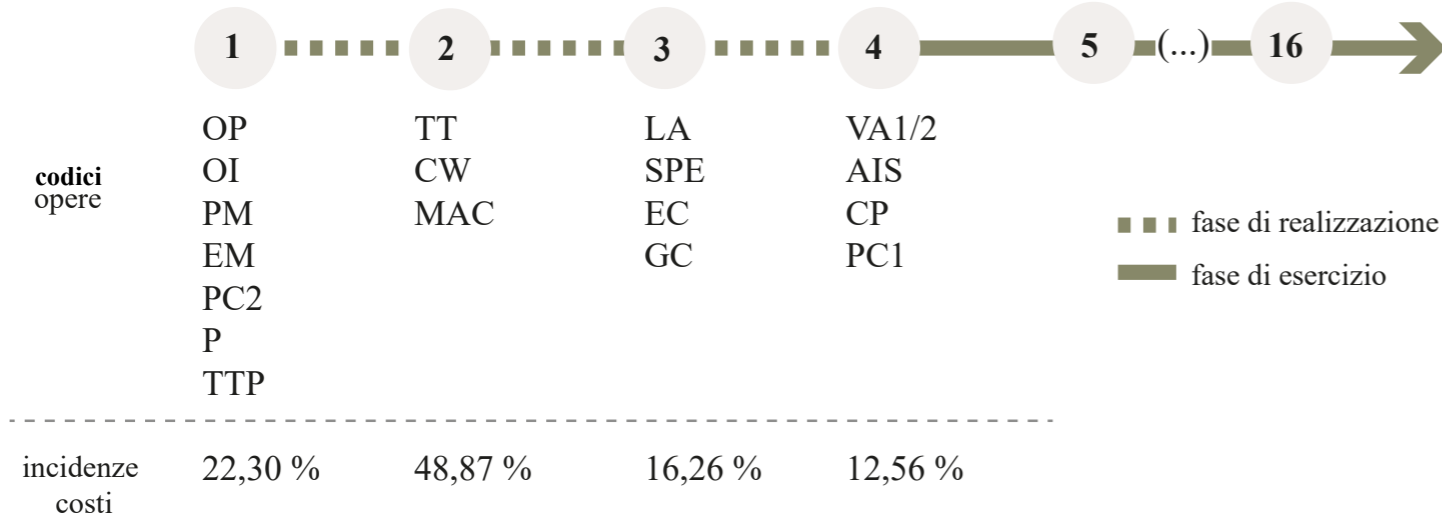 1 2 3 4 5 (...) 16
codici
opere
OP TT LA VA1/2
OI CW SPE AIS
PM MAC EC CP
EM GC PC1
PC2
P
TTP
fase di realizzazione
fase di esercizio
incidenze
costi
22,30 % 48,87 % 16,26 % 12,56 %